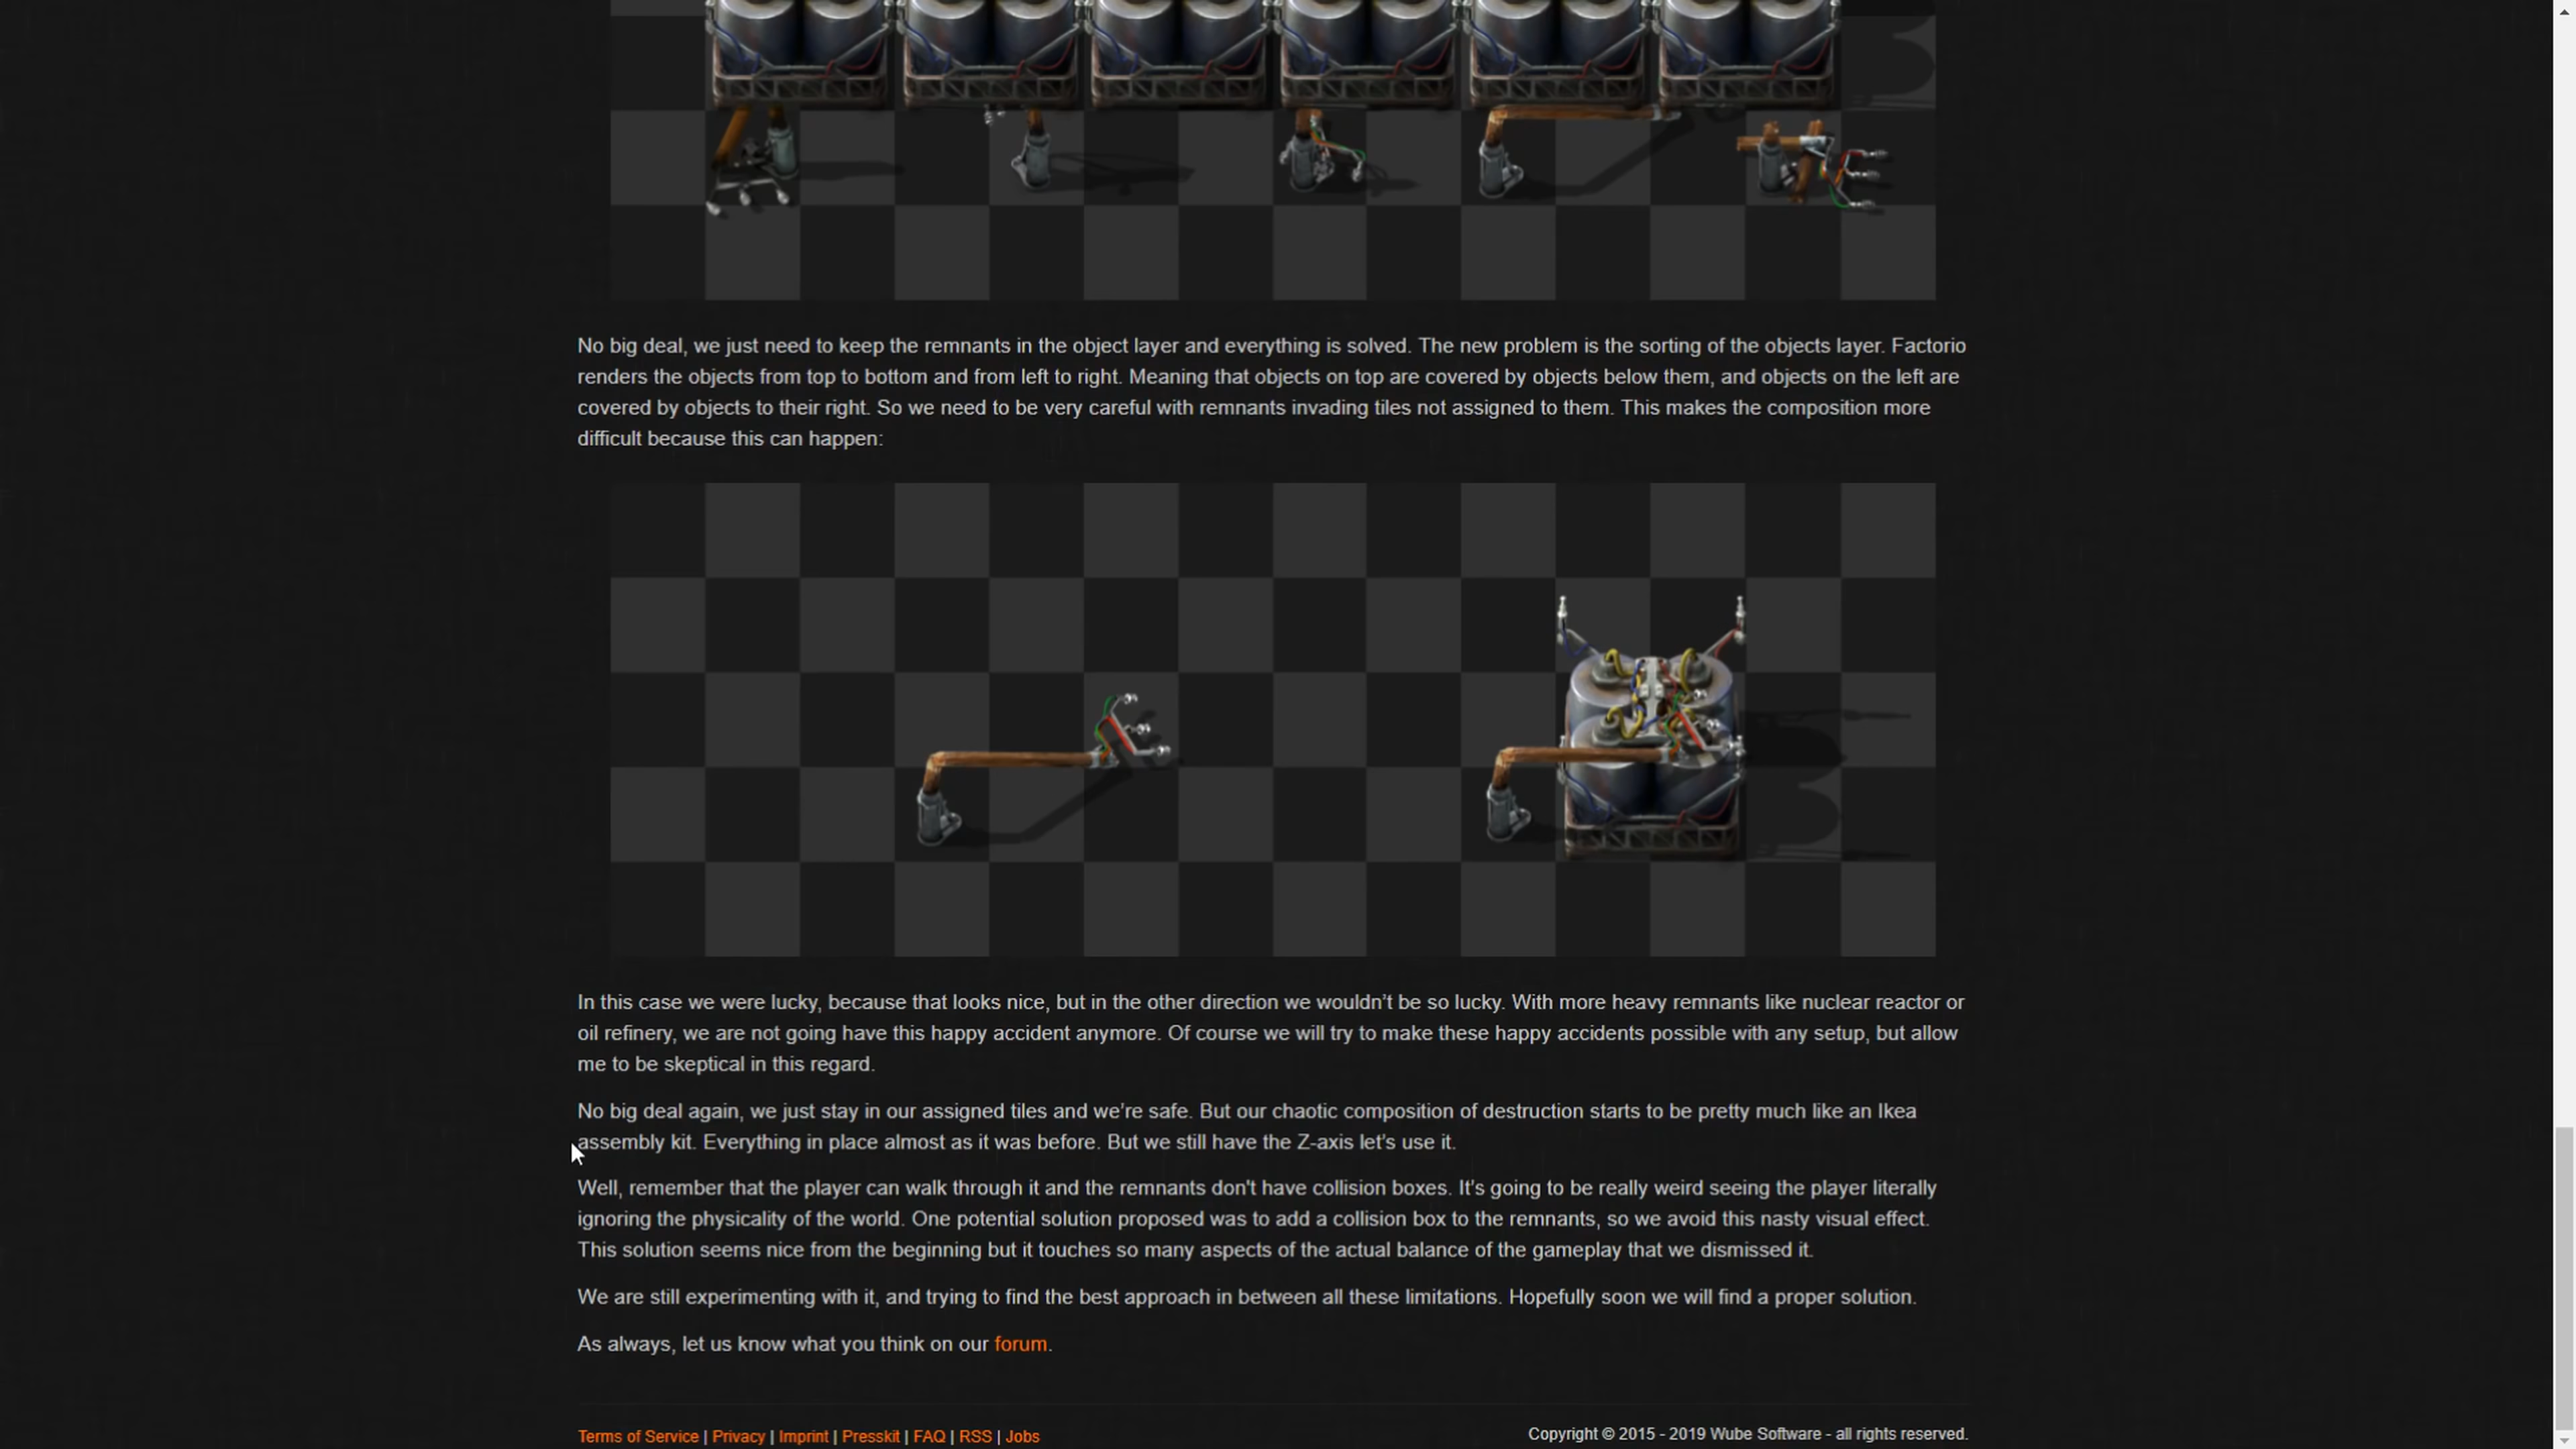 No big deal, we just need to keep the remnants in the object layer and everything is solved. The new problem is the sorting of the objects layer. Factorio
renders the objects from top to bottom and from left to right. Meaning that objects on top are covered by objects below them, and objects on the left are
covered by objects to their right. So we need to be very careful with remnants invading tiles not assigned to them. This makes the composition more
difficult because this can happen:
In this case we were lucky, because that looks nice, but in the other direction we wouldn’t be so lucky. With more heavy remnants like nuclear reactor or
oil refinery, we are not going have this happy accident anymore. Of course we will try to make these happy accidents possible with any setup, but allow
me to be skeptical in this regard.
No big deal again, we just stay in our assigned tiles and we’re safe. But our chaotic composition of destruction starts to be pretty much like an Ikea
assembly kit. Everything in place almost as it was before. But we still have the Z-axis let’s use it.
Well, remember that the player can walk through it and the remnants don't have collision boxes. It’s going to be really weird seeing the player literally
ignoring the physicality of the world. One potential solution proposed was to add a collision box to the remnants, so we avoid this nasty visual effect.
This solution seems nice from the beginning but it touches so many aspects of the actual balance of the gameplay that we dismissed it.
We are still experimenting with it, and trying to find the best approach in between all these limitations. Hopefully soon we will find a proper solution.
As always, let us know what you think on our forum.
Terms of Service | Privacy | Imprint | Presskit | FAQ | RSS | Jobs
Copyright © 2015 - 2019 Wube Software - all rights reserved.